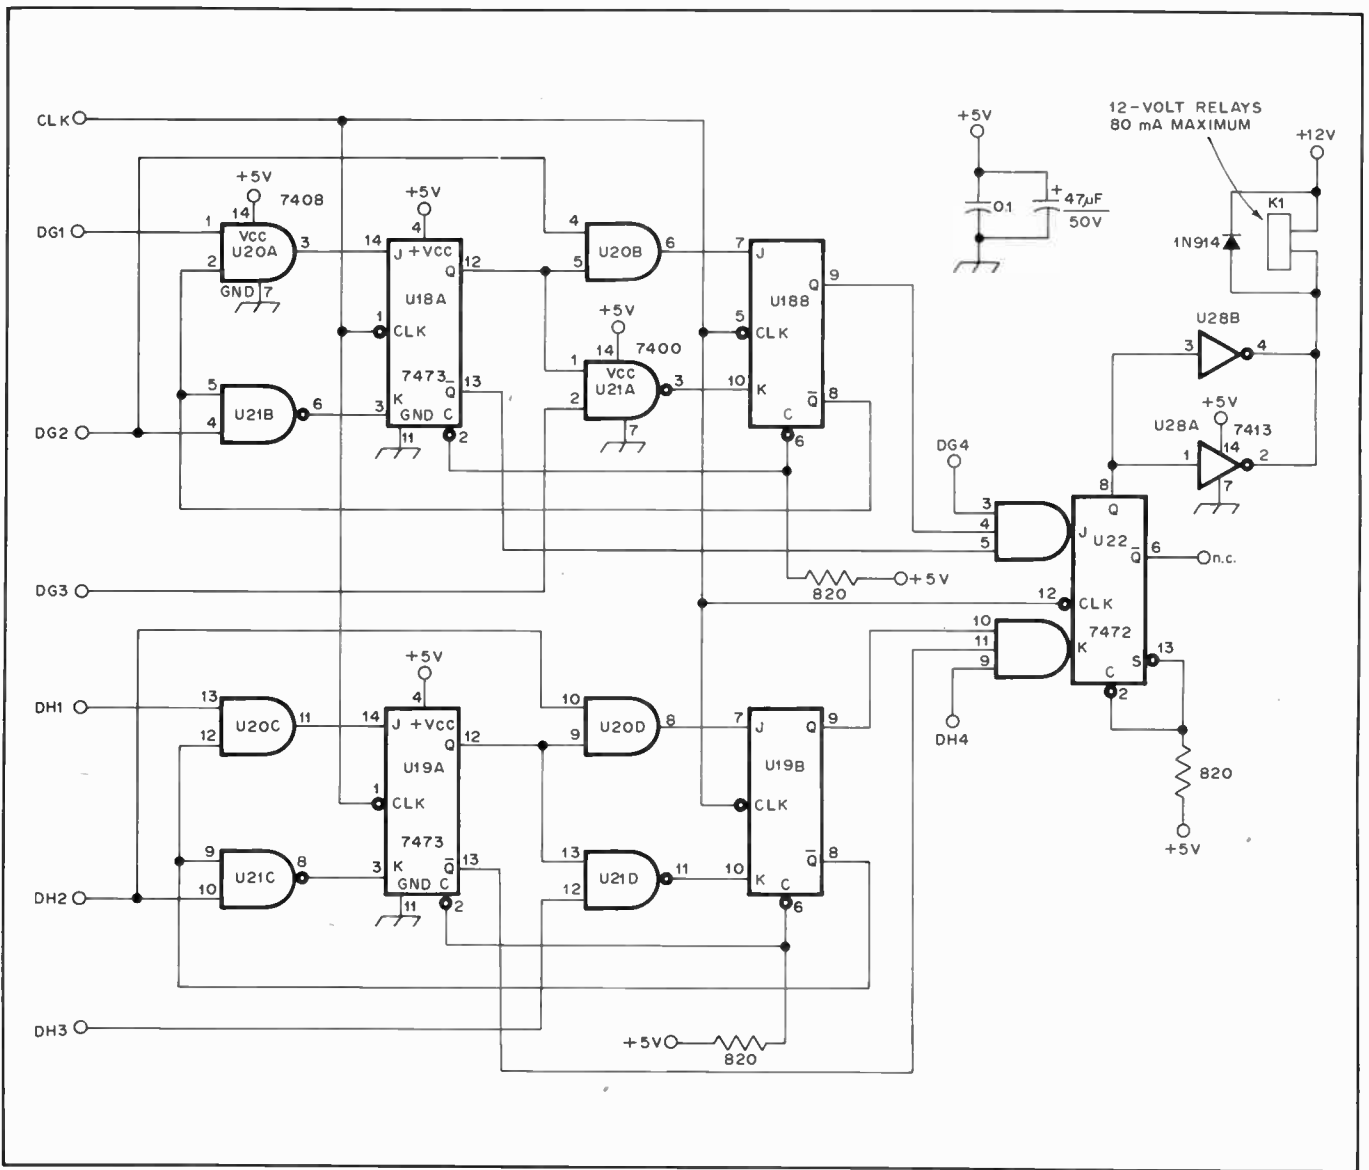 CLK
DG1
DG2
DG3
DH1
DH2
DH3
+5V
7408
14
1
VCC
U20A
3
2
GND
7
5
U21B
6
4
+5V
4
14
J
+VCC
Q
12
U18A
1
CLK
7473
Q
13
3
K
GND
C
11
2
4
U20B
6
5
+5V
14
7400
1
VCC
U21A
3
2
7
7
J
Q
9
U188
5
CLK
10
K
Q
8
C
6
820
+5V
+5V
0.1
+
47µF
50V
12-VOLT RELAYS
80 mA MAXIMUM
+12V
K1
1N914
U28B
3
4
+5V
U28A
7413
14
1
2
7
DG4
3
4
5
8
Q
J
U22
Q
6
n.c.
12
CLK
7472
10
11
9
K
S
13
C
2
DH4
820
+5V
13
U20C
11
12
9
U21C
8
10
+5V
4
14
J
+VCC
Q
12
U19A
1
CLK
7473
Q
13
3
K
GND
C
11
2
10
U20D
8
9
13
U21D
11
12
7
J
Q
9
U19B
CLK
10
K
Q
8
C
6
+5V
820